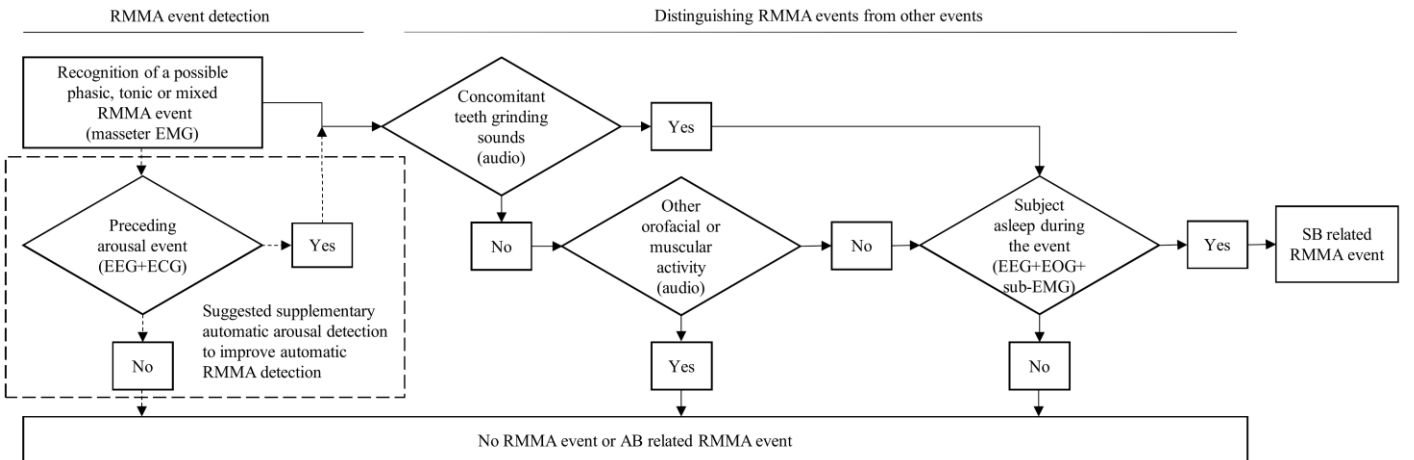 RMMA event detection
Distinguishing RMMA events from other events
Recognition of a possible
phasic, tonic or mixed
RMMA event
(masseter EMG)
Concomitant
teeth grinding
sounds
(audio)
Yes
Preceding
arousal event
(EEG+ECG)
Yes
No
Other
orofacial or
muscular
activity
(audio)
No
Subject
asleep during
the event
(EEG+EOG+
sub-EMG)
Yes
SB related
RMMA event
Suggested supplementary
automatic arousal detection
to improve automatic
RMMA detection
No
Yes
No
No RMMA event or AB related RMMA event